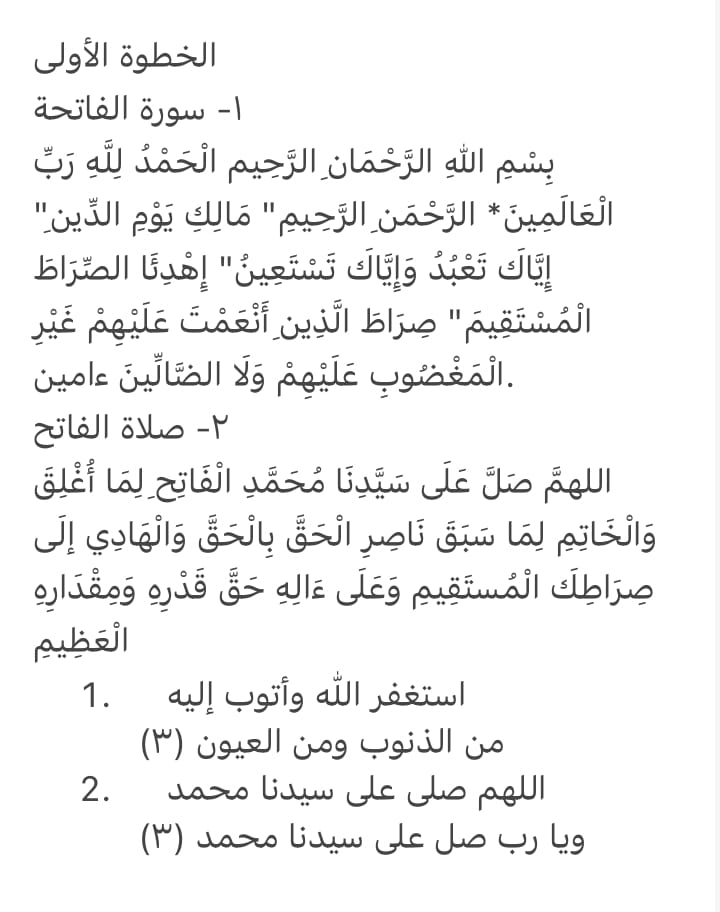 الخطوة الأولى
١- سورة الفاتحة
بِسْمِ اللهِ الرَّحْمَانِ الرَّحِيمِ الْحَمْدُ لِلَّهِ رَبِّ
الْعَالَمِينَ* الرَّحْمَنِ الرَّحِيمِ" مَالِكِ يَوْمِ الدِّينِ"
إِيَّاكَ تَعْبُدُ وَإِيَّاكَ تَسْتَعِينُ" إِهْدِنَا الصِّرَاطَ
الْمُسْتَقِيمَ" صِرَاطَ الَّذِينِ أَنْعَمْتَ عَلَيْهِمْ غَيْرِ
الْمَغْضُوبِ عَلَيْهِمْ وَلَا الضَّالِّينَ ءامين.
٢- صلاة الفاتح
اللهمَّ صَلَّ عَلَى سَيَّدِنَا مُحَمَّدِ الْفَاتِحِ لِمَا أُغْلِقَ
وَالْخَاتِمِ لِمَا سَبَقَ نَاصِرِ الْحَقَّ بِالْحَقَّ وَالْهَادِي إِلَى
صِرَاطِكَ الْمُستَقِيمِ وَعَلَى ءَالِهِ حَقَّ قَدْرِهِ وَمِقْدَارِهِ
الْعَظِيمِ
1. استغفر الله وأتوب إليه
من الذنوب ومن العيون (٣)
2. اللهم صلى على سيدنا محمد
ويا رب صل على سيدنا محمد (٣)